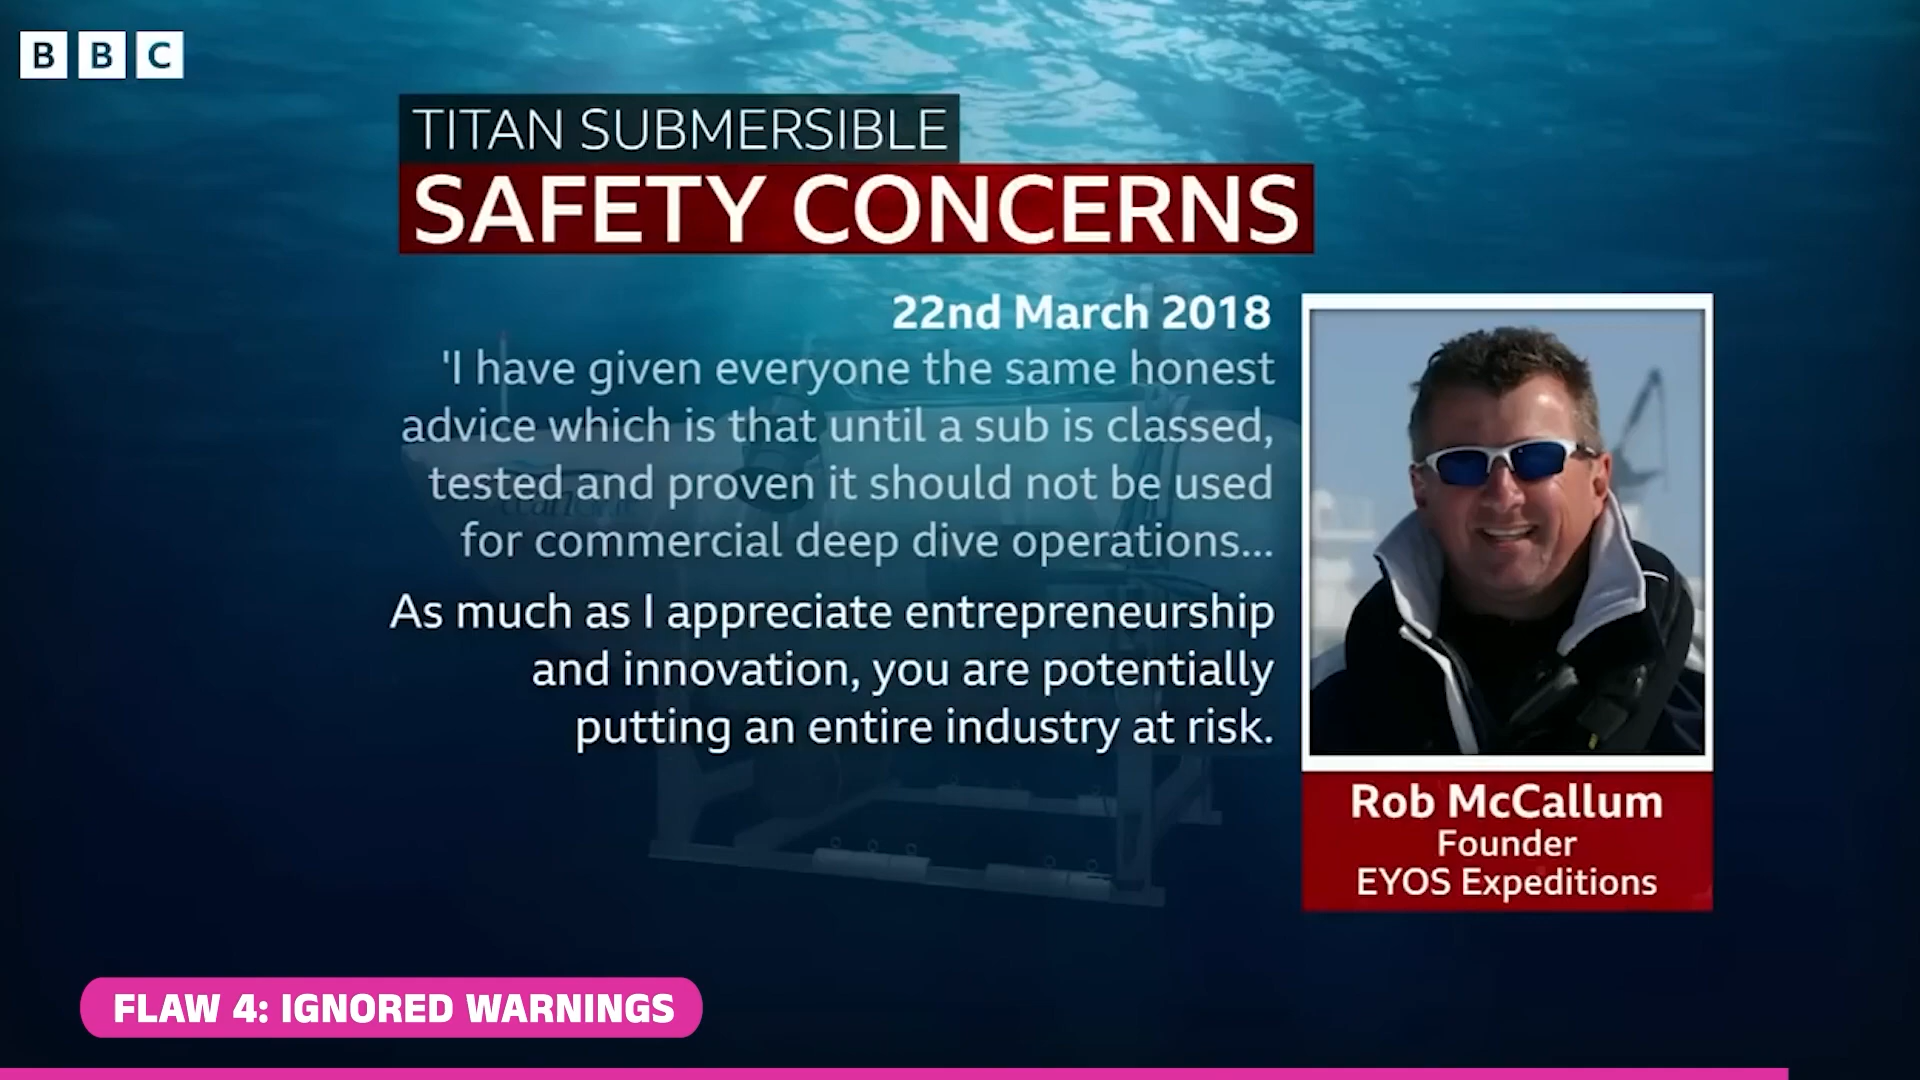 BBC
TITAN SUBMERSIBLE
SAFETY CONCERNS
22nd March 2018
'I have given everyone the same honest
advice which is that until a sub is classed,
tested and proven it should not be used
for commercial deep dive operations...
As much as I appreciate entrepreneurship
and innovation, you are potentially
putting an entire industry at risk.
Rob McCallum
Founder
EYOS Expeditions
FLAW 4: IGNORED WARNINGS